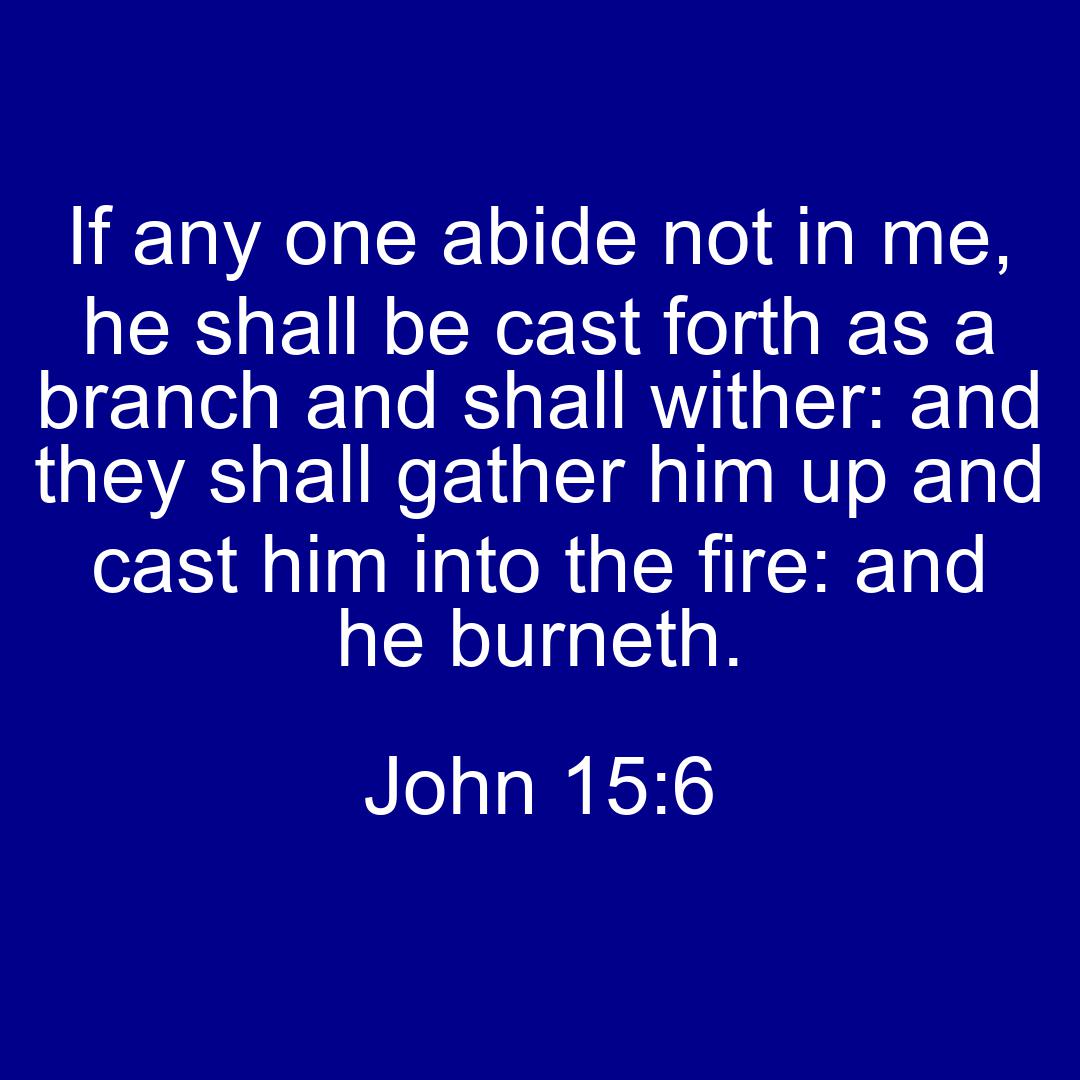 If any one abide not in me,
he shall be cast forth as a
branch and shall wither: and
they shall gather him up and
cast him into the fire: and
he burneth.
John 15:6